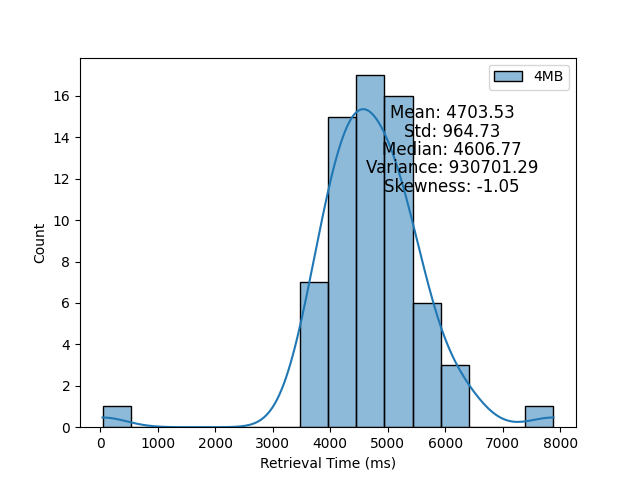 4MB
Mean: 4703.53
Std: 964.73
Median: 4606.77
Variance: 930701.29
Skewness: -1.05
Count
16
14
12
10
8
6
4
2
0
0 1000 2000 3000 4000 5000 6000 7000 8000
Retrieval Time (ms)